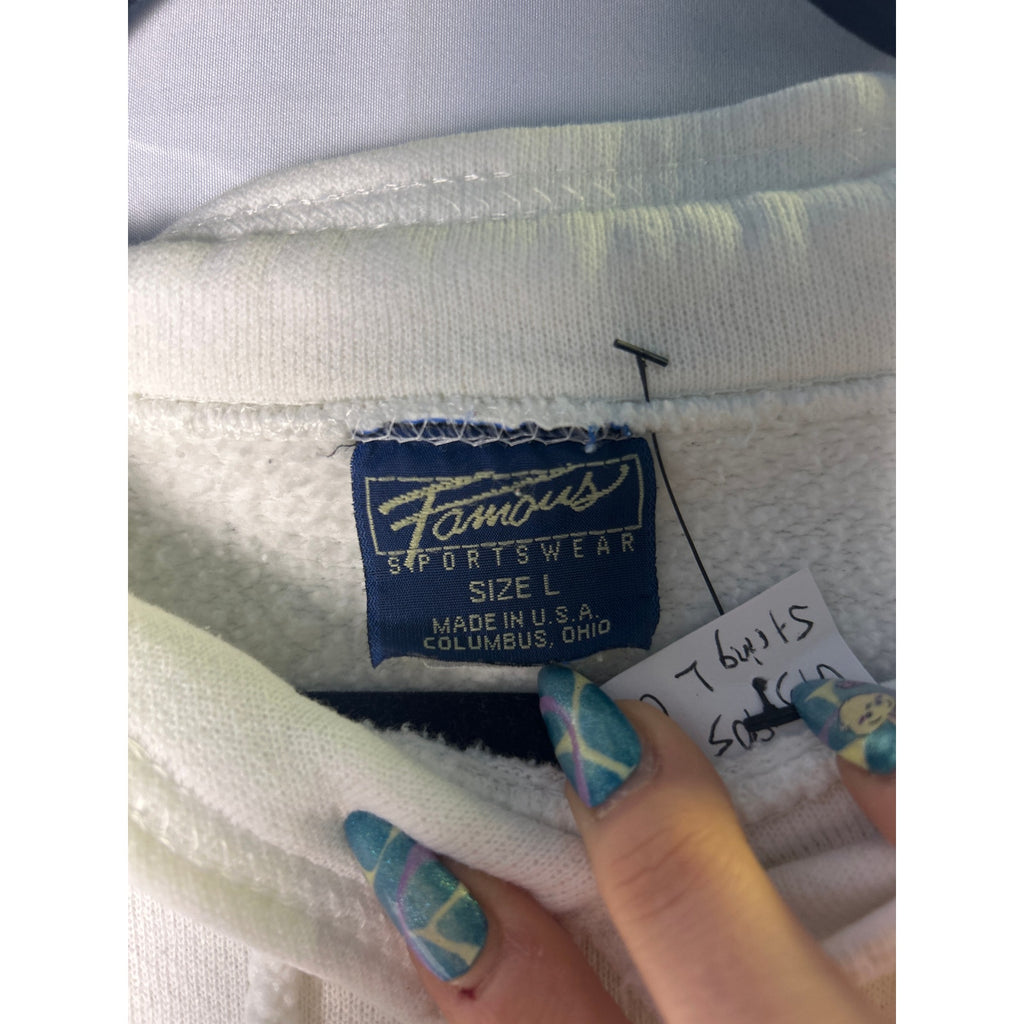 Famous
SPORTSWEAR
SIZE L
MADE IN U.S.A.
COLUMBUS, OHIO